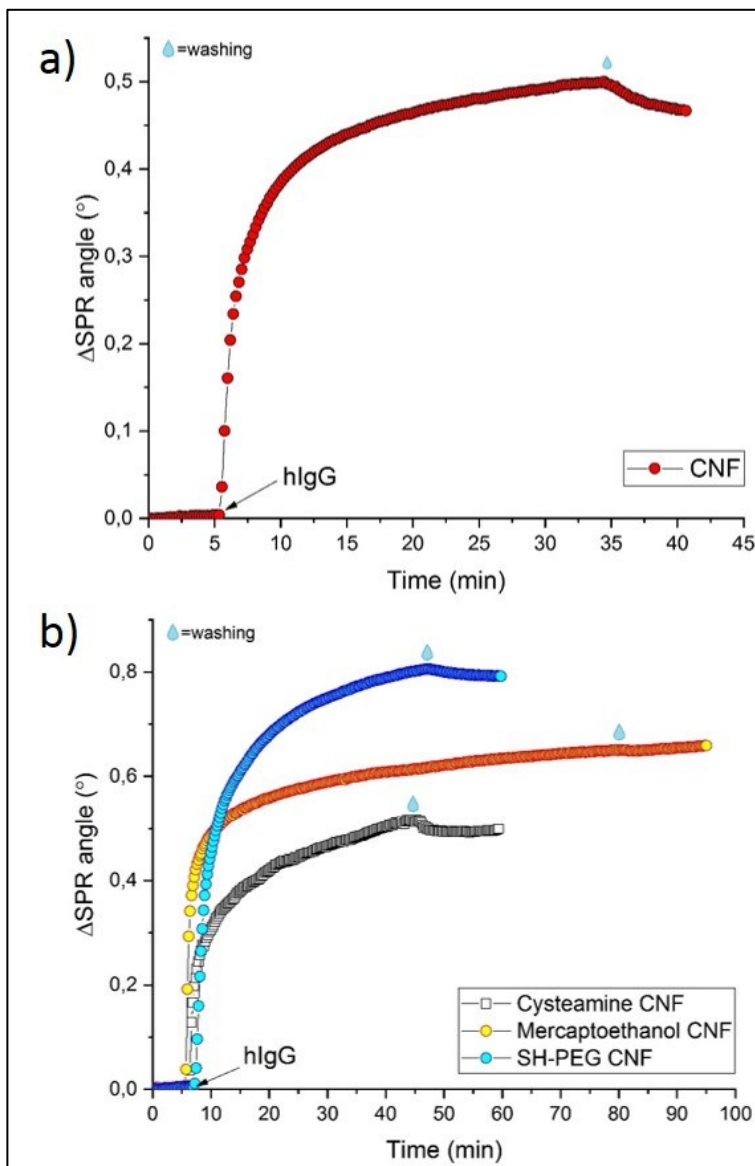 a)
=washing
0,5
0,4
0,3
0,2
0,1
0,0
ΔSPR angle (°)
hIgG
CNF
0 5 10 15 20 25 30 35 40 45
Time (min)
b)
=washing
0,8
0,6
0,4
0,2
0,0
ΔSPR angle (°)
hIgG
Cysteamine CNF
Mercaptoethanol CNF
SH-PEG CNF
0 10 20 30 40 50 60 70 80 90 100
Time (min)